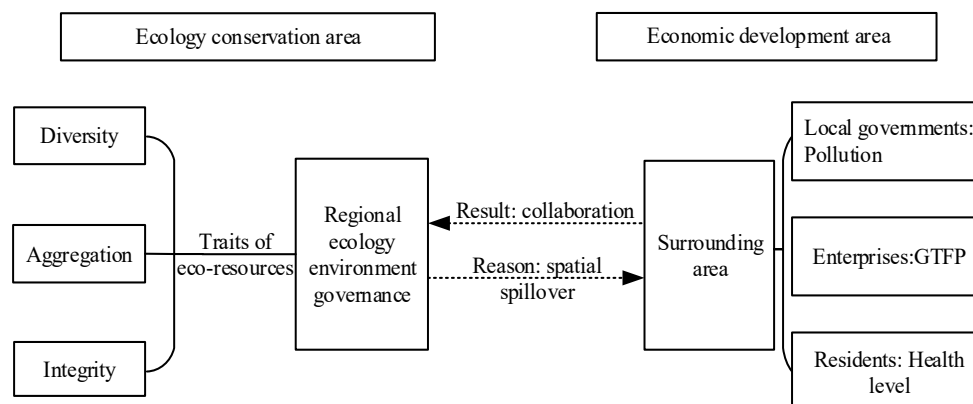 Ecology conservation area
Economic development area
Diversity
Aggregation
Integrity
Traits of
eco-resources
Regional
ecology
environment
governance
Result: collaboration
Reason: spatial
spillover
Surrounding
area
Local governments:
Pollution
Enterprises:GTFP
Residents: Health
level